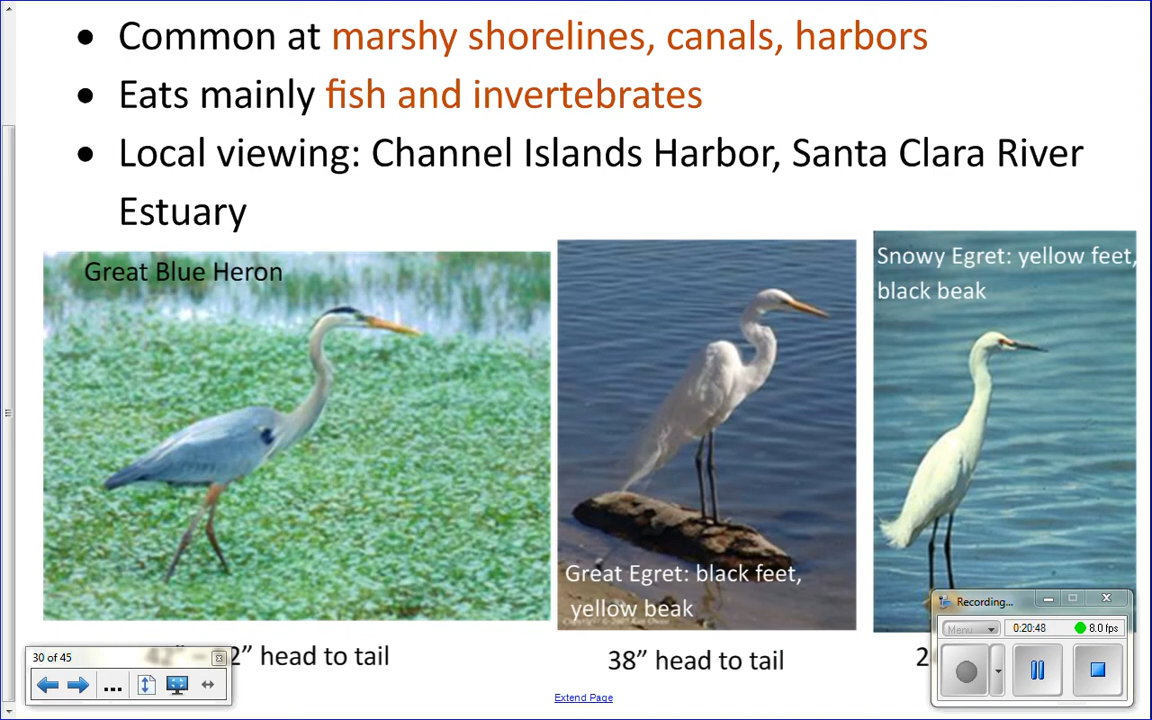 Common at marshy shorelines, canals, harbors
Eats mainly fish and invertebrates
Local viewing: Channel Islands Harbor, Santa Clara River
Estuary
Great Blue Heron
Snowy Egret: yellow feet,
black beak
Great Egret: black feet,
yellow beak
head to tail
38” head to tail
Recording...
Menu
0:20:48
8.0 fps
30 of 45
Extend Page